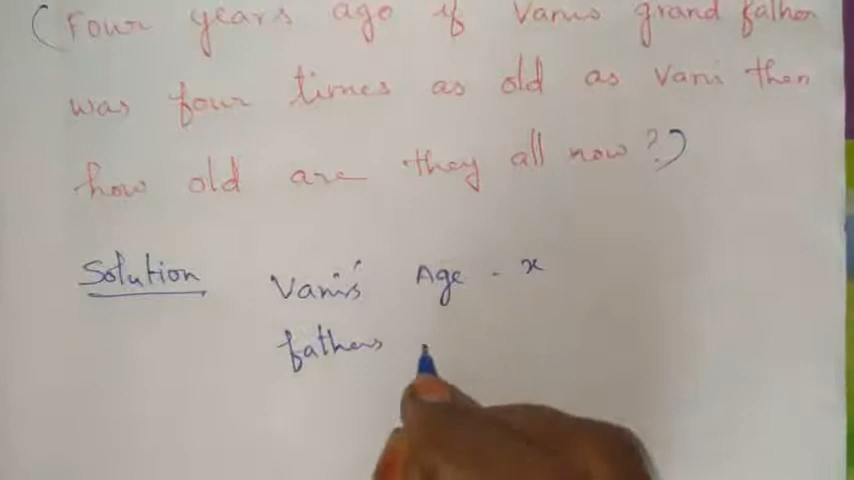 (Four years ago if Vanis grand father
was four times as old as Vani then
how old are they all now?)
Solution Vani's Age - x
fathers